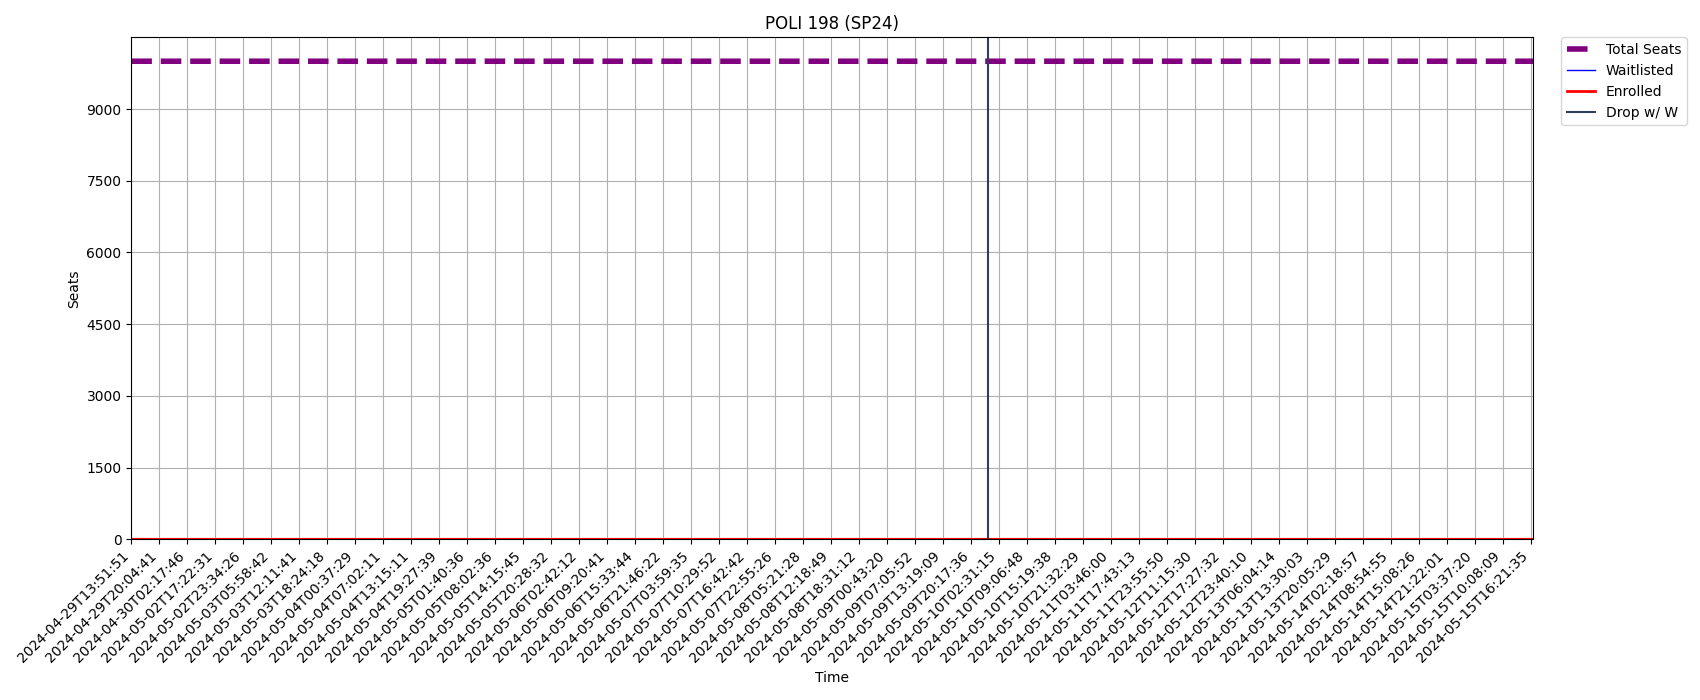 POLI 198 (SP24)
Total Seats
Waitlisted
Enrolled
Drop w/ W
9000
7500
6000
4500
3000
1500
0
Seats
2024-04-29T13:51:51
2024-04-29T20:04:41
2024-04-30T02:17:46
2024-05-02T17:22:31
2024-05-02T23:34:26
2024-05-03T05:58:42
2024-05-03T12:11:41
2024-05-03T18:24:18
2024-05-04T00:37:29
2024-05-04T07:02:11
2024-05-04T13:15:11
2024-05-04T19:27:39
2024-05-05T01:40:36
2024-05-05T08:02:36
2024-05-05T14:15:45
2024-05-05T20:28:32
2024-05-06T02:42:12
2024-05-06T09:20:41
2024-05-06T15:33:44
2024-05-06T21:46:22
2024-05-07T03:59:35
2024-05-07T10:29:52
2024-05-07T16:42:42
2024-05-07T22:55:26
2024-05-08T05:21:28
2024-05-08T12:18:49
2024-05-08T18:31:12
2024-05-09T00:43:20
2024-05-09T07:05:52
2024-05-09T13:19:09
2024-05-09T20:17:36
2024-05-10T02:31:15
2024-05-10T09:06:48
2024-05-10T15:19:38
2024-05-10T21:32:29
2024-05-11T03:46:00
2024-05-11T17:43:13
2024-05-11T23:55:50
2024-05-12T11:15:30
2024-05-12T17:27:32
2024-05-12T23:40:10
2024-05-13T06:04:14
2024-05-13T13:30:03
2024-05-13T20:05:29
2024-05-14T02:18:57
2024-05-14T08:54:55
2024-05-14T15:08:26
2024-05-14T21:22:01
2024-05-15T03:37:20
2024-05-15T10:08:09
2024-05-15T16:21:35
Time